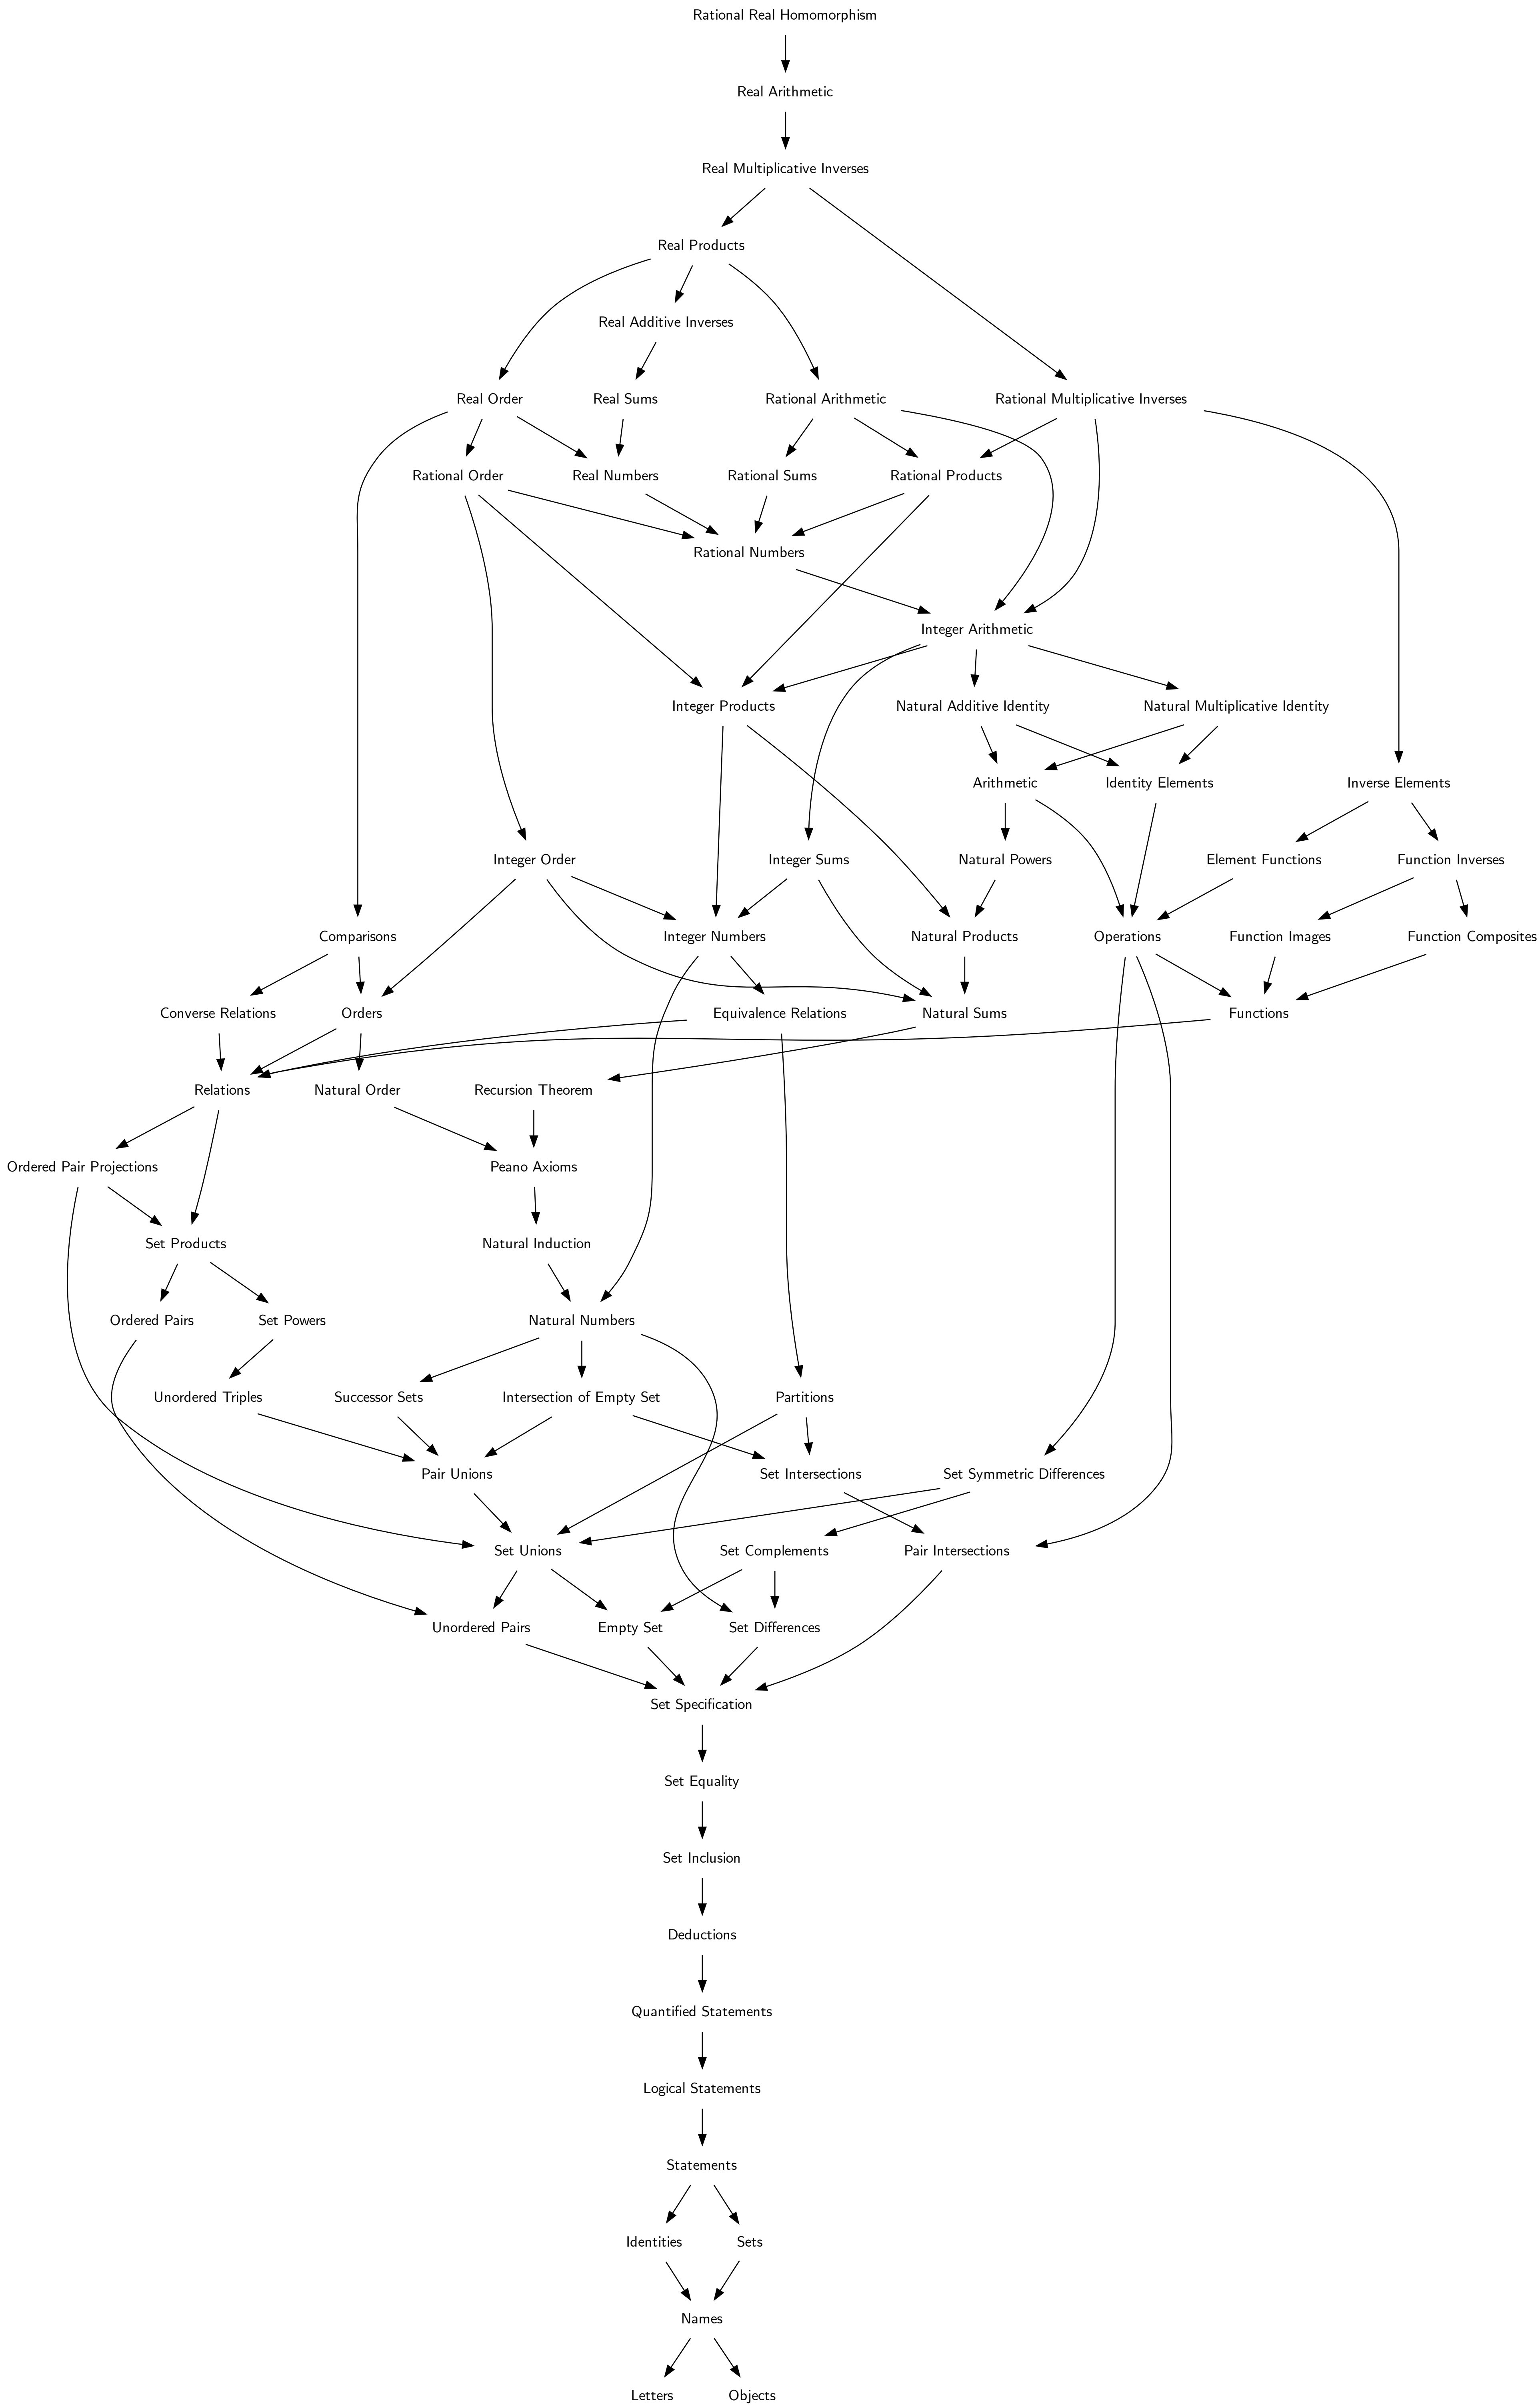 Rational Real Homomorphism
Real Arithmetic
Real Multiplicative Inverses
Real Products
Real Additive Inverses
Real Order
Real Sums
Rational Arithmetic
Rational Multiplicative Inverses
Rational Order
Real Numbers
Rational Sums
Rational Products
Rational Numbers
Integer Arithmetic
Integer Products
Natural Additive Identity
Natural Multiplicative Identity
Arithmetic
Identity Elements
Inverse Elements
Integer Order
Integer Sums
Natural Powers
Element Functions
Function Inverses
Comparisons
Integer Numbers
Natural Products
Operations
Function Images
Function Composites
Converse Relations
Orders
Equivalence Relations
Natural Sums
Functions
Relations
Natural Order
Recursion Theorem
Ordered Pair Projections
Peano Axioms
Set Products
Natural Induction
Ordered Pairs
Set Powers
Natural Numbers
Unordered Triples
Successor Sets
Intersection of Empty Set
Partitions
Pair Unions
Set Intersections
Set Symmetric Differences
Set Unions
Set Complements
Pair Intersections
Unordered Pairs
Empty Set
Set Differences
Set Specification
Set Equality
Set Inclusion
Deductions
Quantified Statements
Logical Statements
Statements
Identities
Sets
Names
Letters
Objects